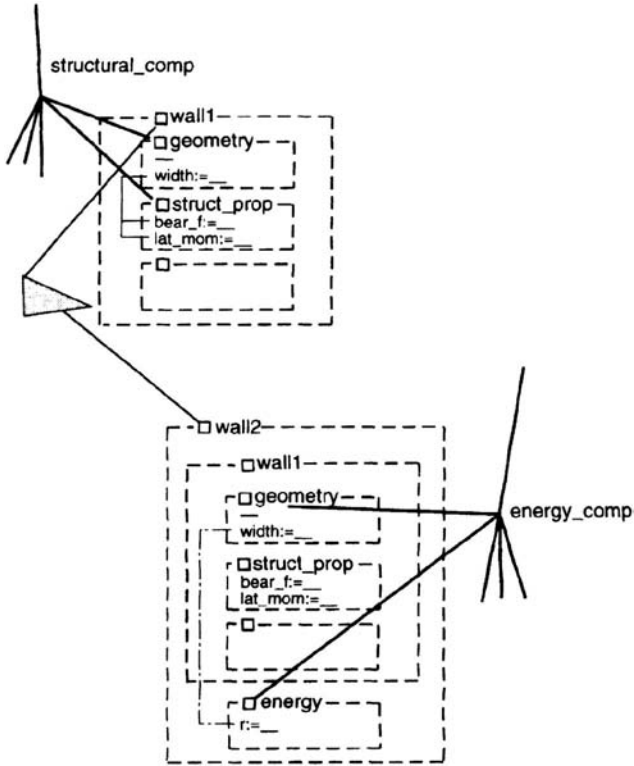 structural_comp
wall1
geometry
width:=__
struct_prop
bear_f:=__
lat_mom:=__
wall2
wall1
geometry
energy_comp
width:=__
struct_prop
bear_f:=__
lat_mom:=__
energy
r:=__